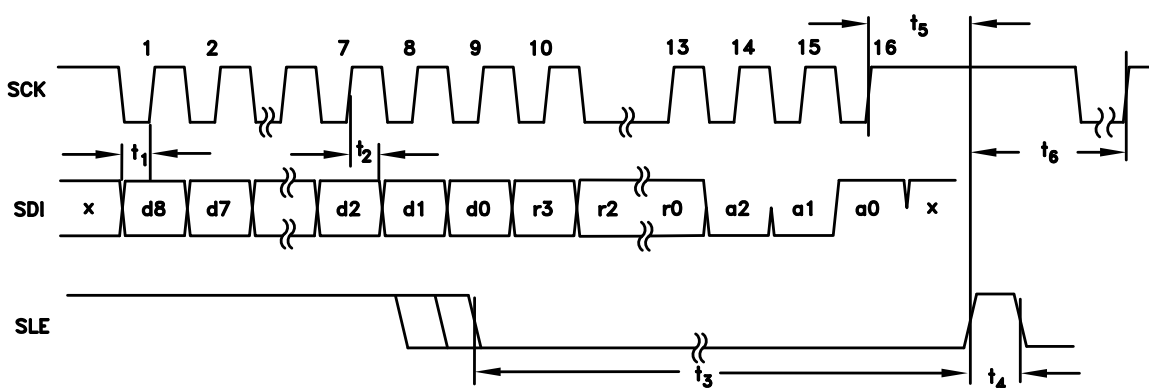 t5
1 2 7 8 9 10 13 14 15 16
SCK
t1 t2 t6
SDI x d8 d7 d2 d1 d0 r3 r2 r0 a2 a1 a0 x
SLE
t3 t4